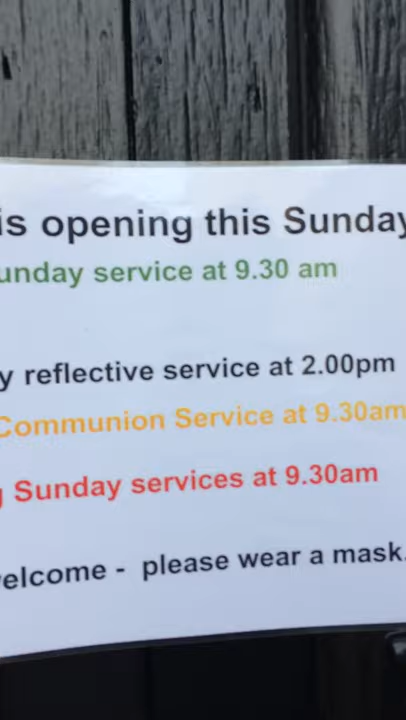 is opening this Sunday
unday service at 9.30 am
y reflective service at 2.00pm
Communion Service at 9.30am
g Sunday services at 9.30am
elcome - please wear a mask.